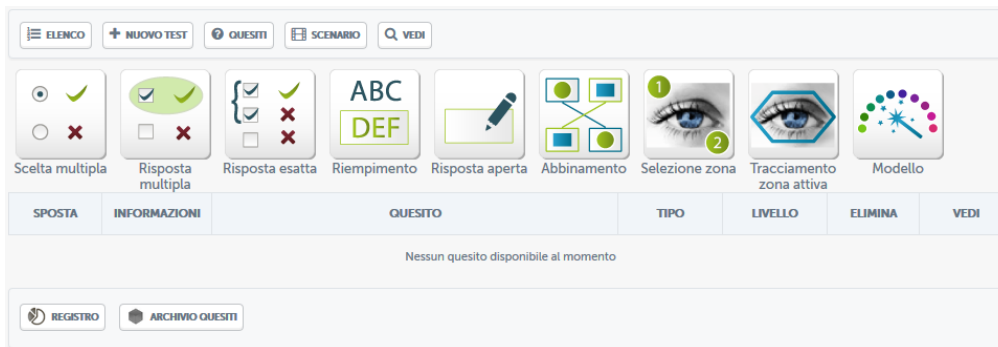 ELENCO NUOVO TEST QUESITI SCENARIO VEDI
ABC
DEF
1
2
Scelta multipla Risposta multipla Risposta esatta Riempimento Risposta aperta Abbinamento Selezione zona Tracciamento zona attiva Modello
SPOSTA INFORMAZIONI QUESITO TIPO LIVELLO ELIMINA VEDI
Nessun quesito disponibile al momento
REGISTRO ARCHIVIO QUESITI